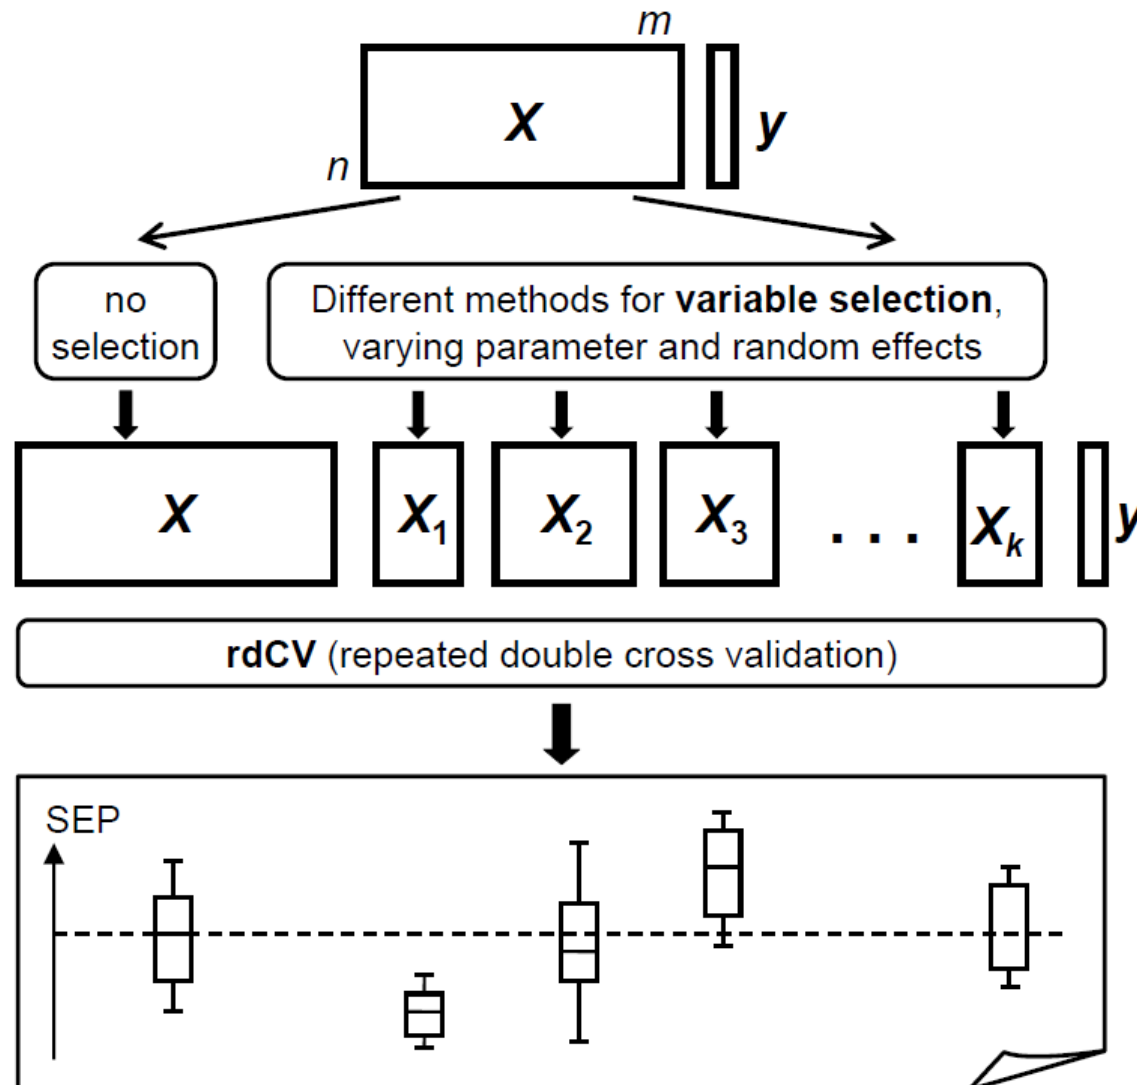 m
X
y
n
no
selection
Different methods for variable selection,
varying parameter and random effects
X X₁ X₂ X₃ . . . Xₖ y
rdCV (repeated double cross validation)
SEP